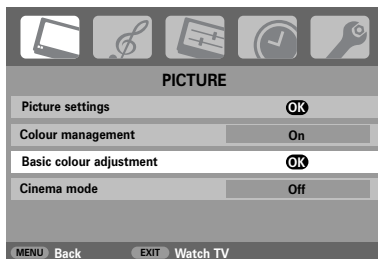 PICTURE
Picture settings OK
Colour management On
Basic colour adjustment OK
Cinema mode Off
MENU Back EXIT Watch TV